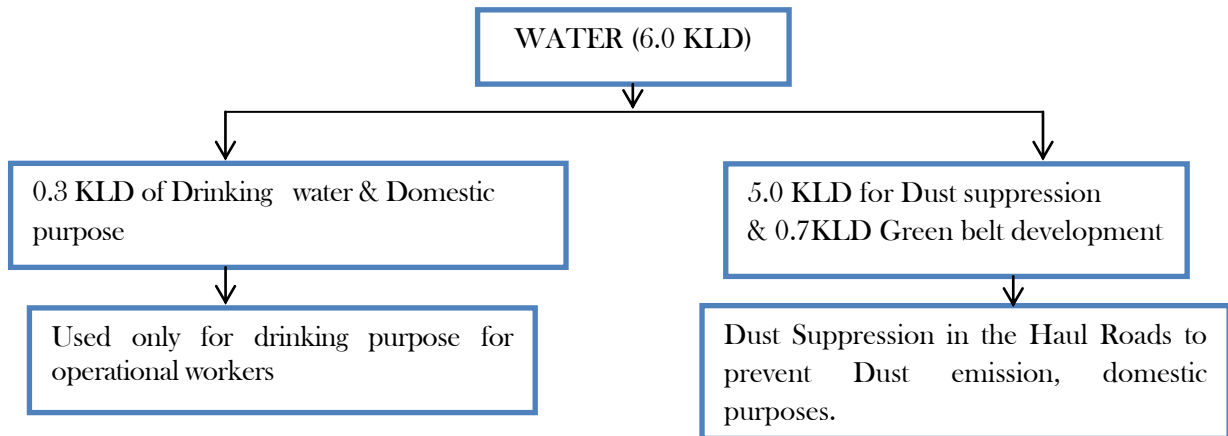 WATER (6.0 KLD)
0.3 KLD of Drinking water & Domestic
purpose
5.0 KLD for Dust suppression
& 0.7KLD Green belt development
Used only for drinking purpose for
operational workers
Dust Suppression in the Haul Roads to
prevent Dust emission, domestic
purposes.